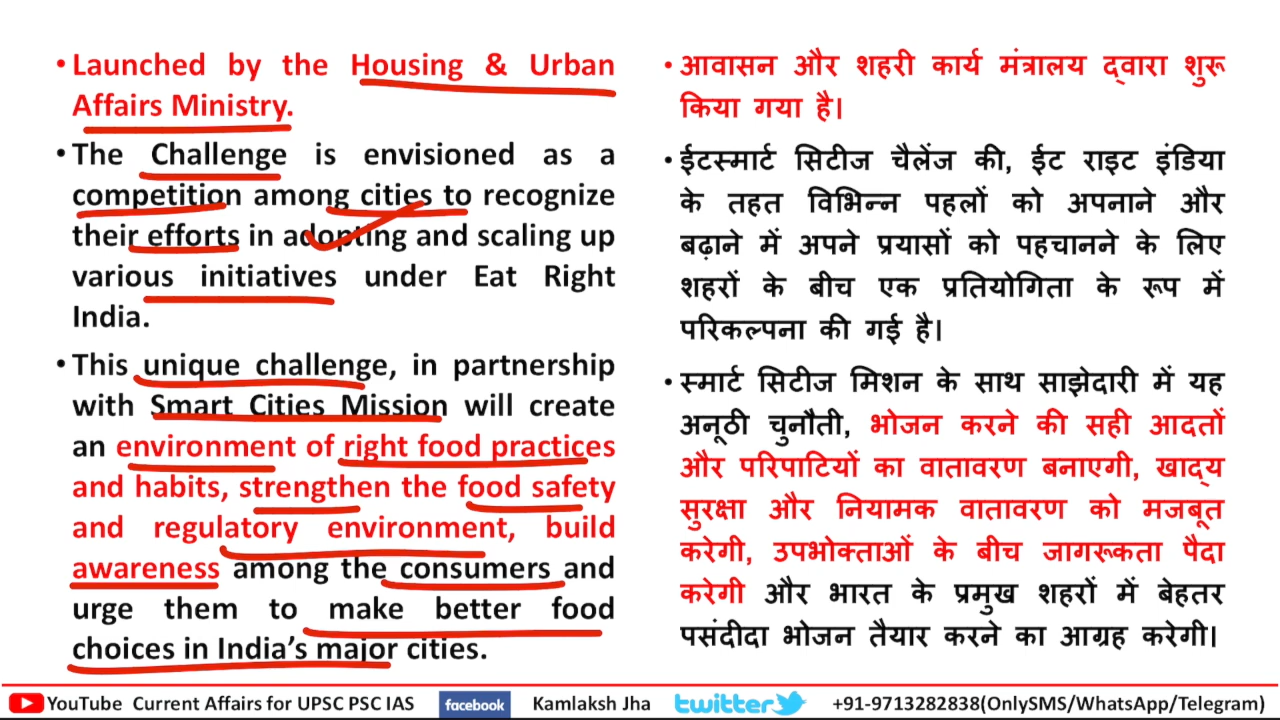 • Launched by the Housing & Urban
Affairs Ministry.
• The Challenge is envisioned as a
competition among cities to recognize
their efforts in adopting and scaling up
various initiatives under Eat Right
India.
• This unique challenge, in partnership
with Smart Cities Mission will create
an environment of right food practices
and habits, strengthen the food safety
and regulatory environment, build
awareness among the consumers and
urge them to make better food
choices in India's major cities.
• आवासन और शहरी कार्य मंत्रालय द्वारा शुरू
किया गया है।
• ईटस्मार्ट सिटीज चैलेंज की, ईट राइट इंडिया
के तहत विभिन्न पहलों को अपनाने और
बढ़ाने में अपने प्रयासों को पहचानने के लिए
शहरों के बीच एक प्रतियोगिता के रूप में
परिकल्पना की गई है।
• स्मार्ट सिटीज मिशन के साथ साझेदारी में यह
अनूठी चुनौती, भोजन करने की सही आदतों
और परिपाटियों का वातावरण बनाएगी, खाद्य
सुरक्षा और नियामक वातावरण को मजबूत
करेगी, उपभोक्ताओं के बीच जागरूकता पैदा
करेगी और भारत के प्रमुख शहरों में बेहतर
पसंदीदा भोजन तैयार करने का आग्रह करेगी।
YouTube Current Affairs for UPSC PSC IAS facebook Kamlaksh Jha twitter +91-9713282838(OnlySMS/WhatsApp/Telegram)